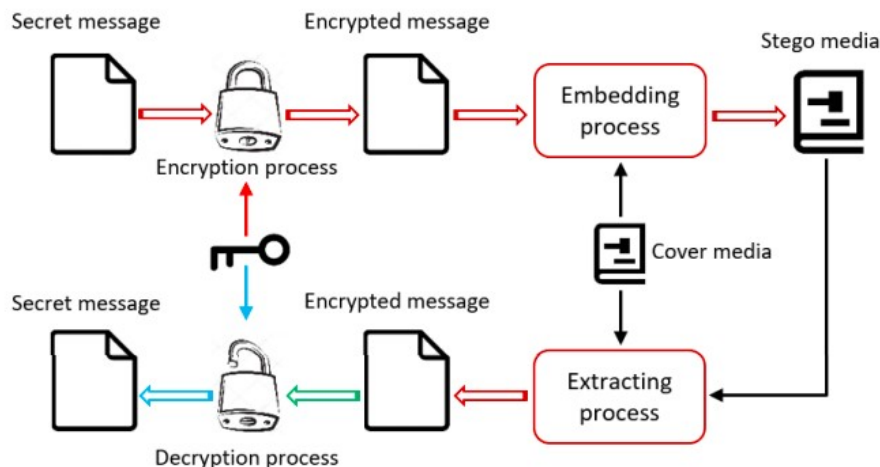 Secret message
Encrypted message
Stego media
Embedding
process
Encryption process
Cover media
Secret message
Encrypted message
Extracting
process
Decryption process